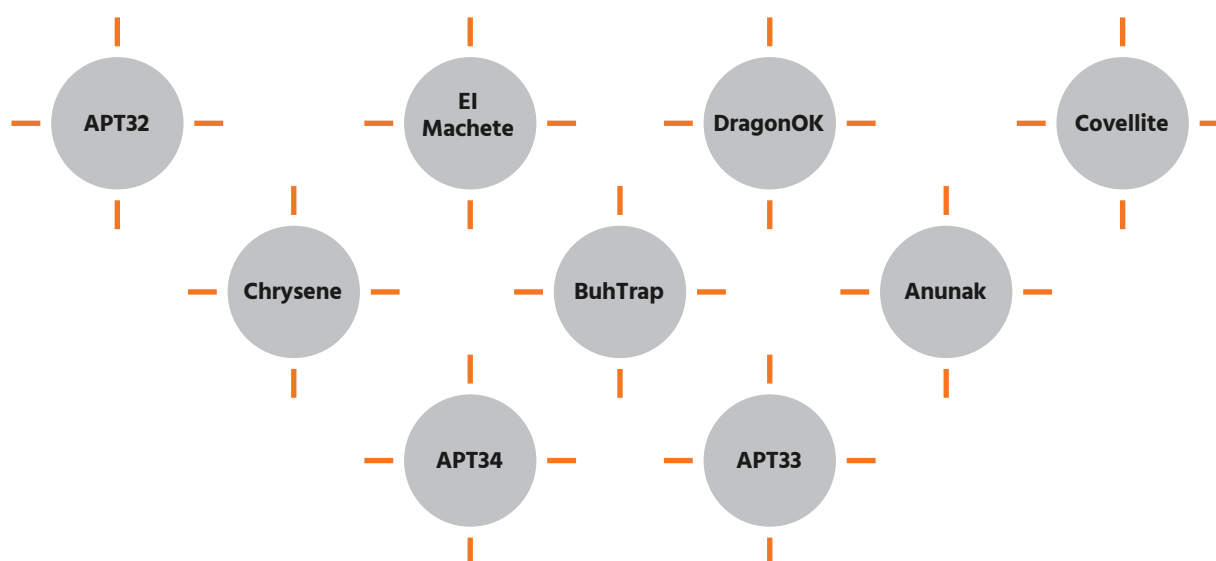 APT32
El
Machete
DragonOK
Covellite
Chrysene
BuhTrap
Anunak
APT34
APT33